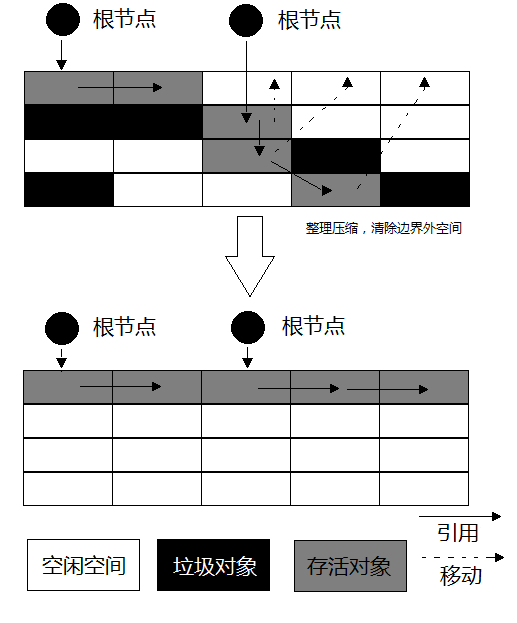 根节点 根节点
整理压缩，清除边界外空间
根节点 根节点
引用
空闲空间 垃圾对象 存活对象
移动